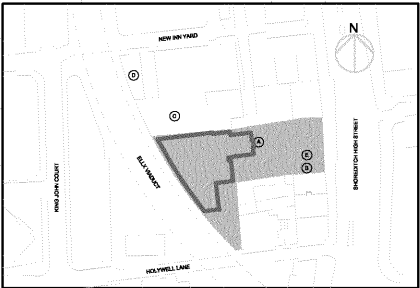 NEW INN YARD
N
D
C
A
E
B
ELLX VIADUCT
KING JOHN COURT
SHOREDITCH HIGH STREET
HOLYWELL LANE